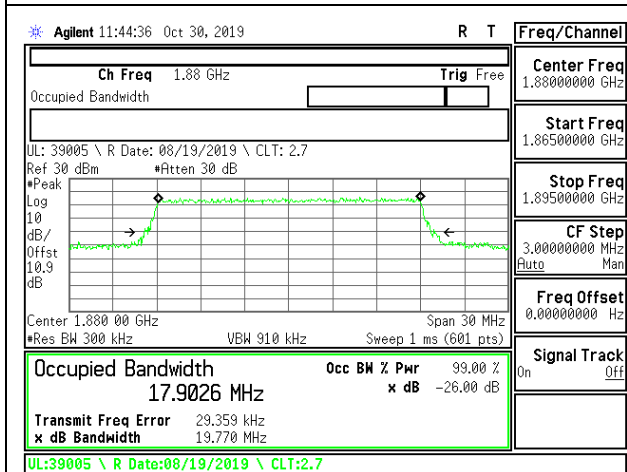 Agilent 11:44:36 Oct 30, 2019 R T
Freq/Channel
Ch Freq 1.88 GHz Trig Free
Occupied Bandwidth
Center Freq
1.88000000 GHz
Start Freq
1.86500000 GHz
Stop Freq
1.89500000 GHz
CF Step
3.00000000 MHz
Auto Man
Freq Offset
0.00000000 Hz
Signal Track
On Off
UL: 39005 \ R Date: 08/19/2019 \ CLT: 2.7
Ref 30 dBm #Atten 30 dB
#Peak
Log
10
dB/
Offst
10.9
dB
Center 1.880 00 GHz Span 30 MHz
#Res BW 300 kHz VBW 910 kHz Sweep 1 ms (601 pts)
Occupied Bandwidth
17.9026 MHz
Occ BW % Pwr 99.00 %
x dB -26.00 dB
Transmit Freq Error 29.359 kHz
x dB Bandwidth 19.770 MHz
UL:39005 \ R Date:08/19/2019 \ CLT:2.7